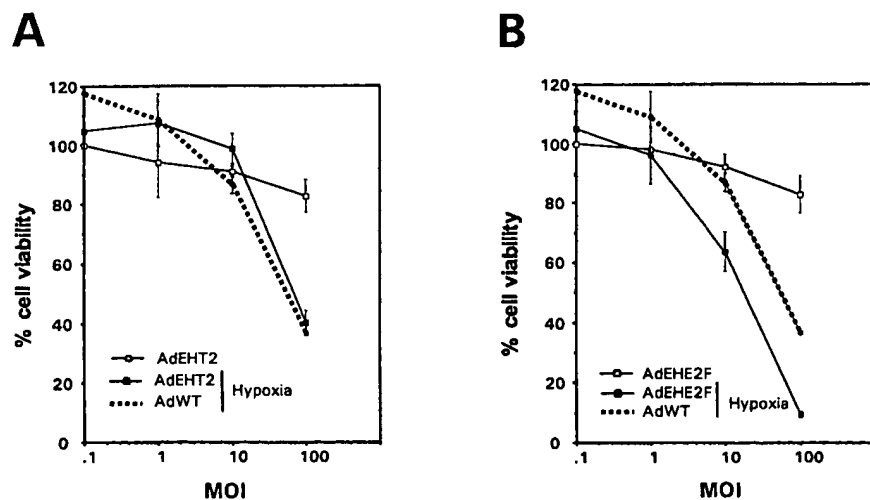 A
120
100
80
60
40
20
0
% cell viability
AdEHT2
AdEHT2
AdWT
Hypoxia
.1
1
10
100
MOI
B
120
100
80
60
40
20
0
% cell viability
AdEHE2F
AdEHE2F
AdWT
Hypoxia
.1
1
10
100
MOI